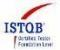 ISTQB®
Certified Tester
Foundation Level